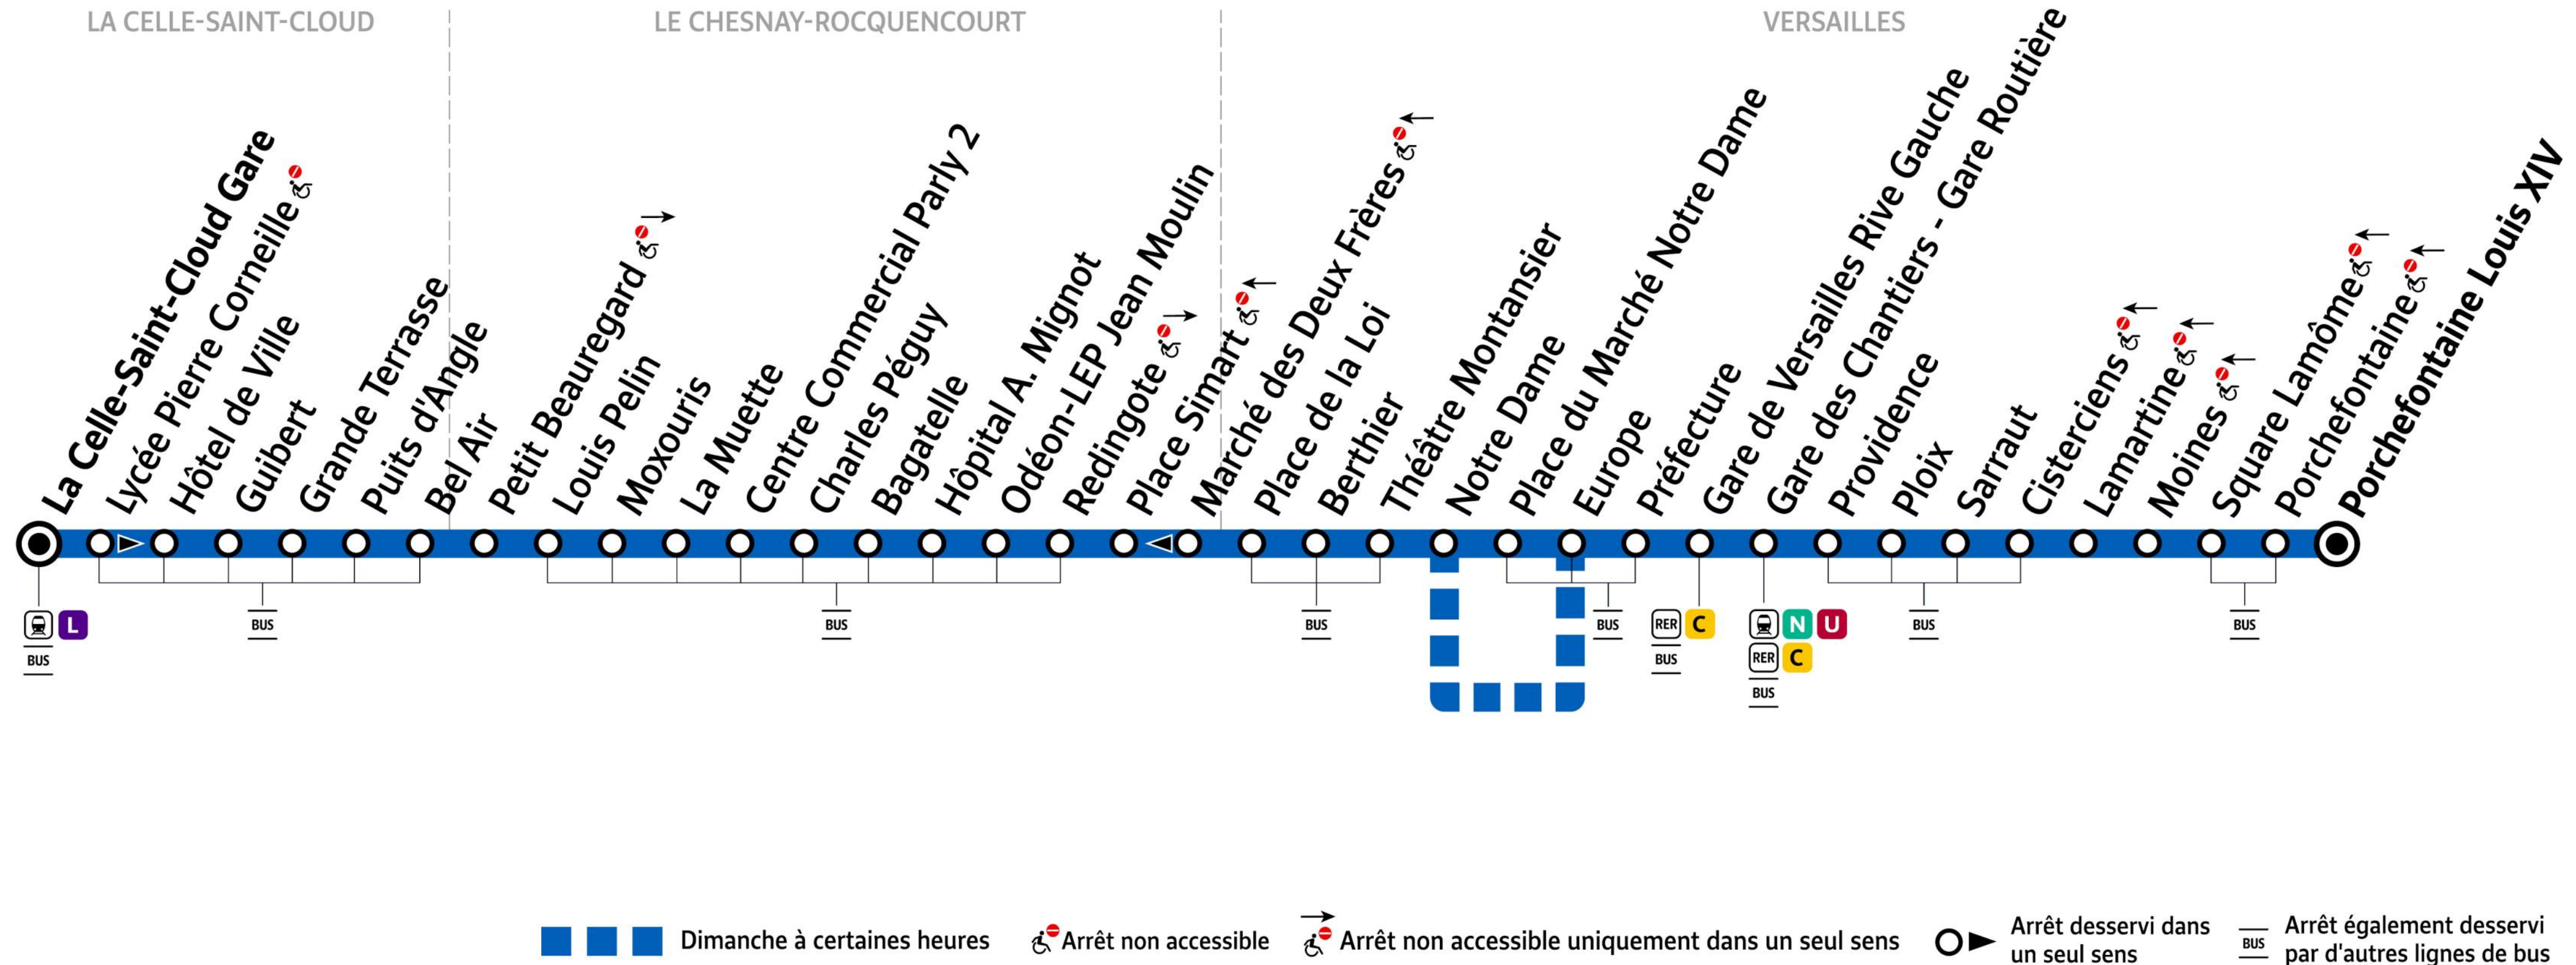 LA CELLE-SAINT-CLOUD
LE CHESNAY-ROCQUENCOURT
VERSAILLES
La Celle-Saint-Cloud Gare
Lycée Pierre Corneille
Hôtel de Ville
Guibert
Grande Terrasse
Puits d'Angle
Bel Air
Petit Beauregard
Louis Pelin
Moxouris
La Muette
Centre Commercial Parly 2
Charles Péguy
Bagatelle
Hôpital A. Mignot
Odéon-LEP Jean Moulin
Redingote
Place Simart
Marché des Deux Frères
Place de la Loi
Berthier
Théâtre Montansier
Notre Dame
Place du Marché Notre Dame
Europe
Préfecture
Gare de Versailles Rive Gauche
Gare des Chantiers - Gare Routière
Providence
Ploix
Sarraut
Cisterciens
Lamartine
Moines
Square Lamôme
Porchefontaine
Porchefontaine Louis XIV
L
BUS
BUS
BUS
BUS
BUS
RER C
BUS
N U
RER C
BUS
BUS
BUS
Dimanche à certaines heures
Arrêt non accessible
Arrêt non accessible uniquement dans un seul sens
Arrêt desservi dans
un seul sens
BUS
Arrêt également desservi
par d'autres lignes de bus